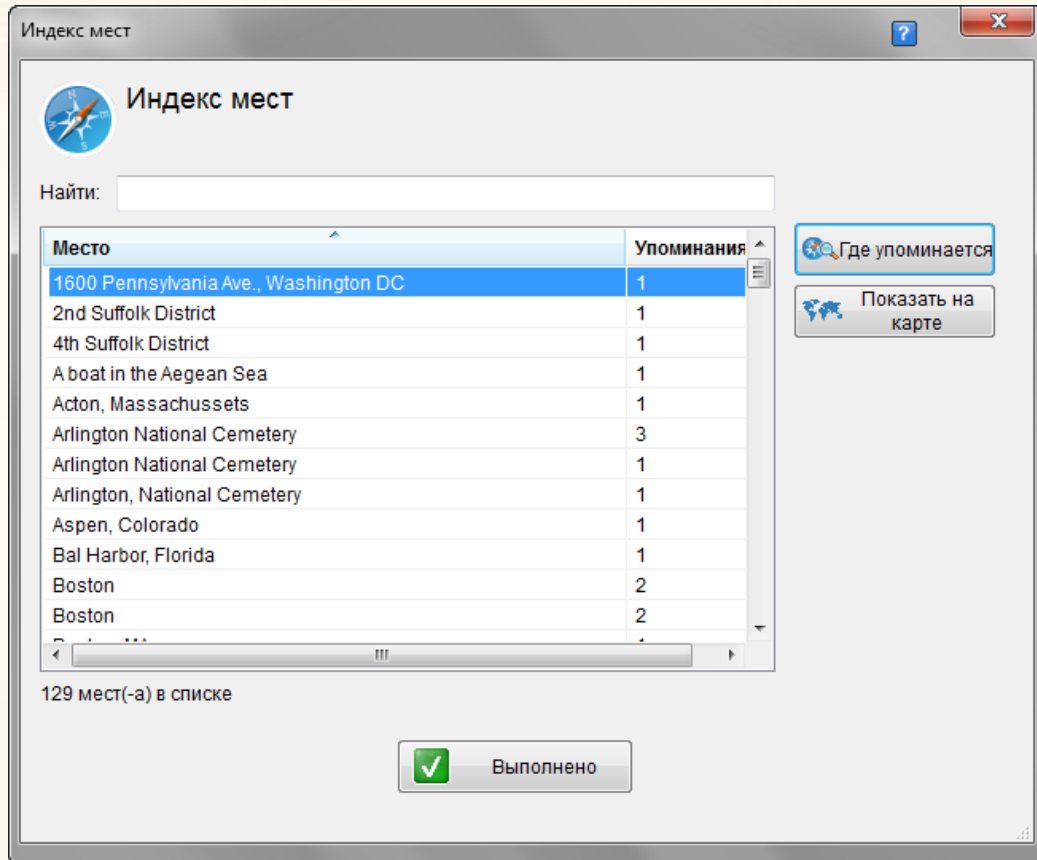 Индекс мест
?
Индекс мест
Найти:
Место Упоминания
1600 Pennsylvania Ave., Washington DC 1
2nd Suffolk District 1
4th Suffolk District 1
A boat in the Aegean Sea 1
Acton, Massachussets 1
Arlington National Cemetery 3
Arlington National Cemetery 1
Arlington, National Cemetery 1
Aspen, Colorado 1
Bal Harbor, Florida 1
Boston 2
Boston 2
Где упоминается
Показать на
карте
129 мест(-а) в списке
Выполнено